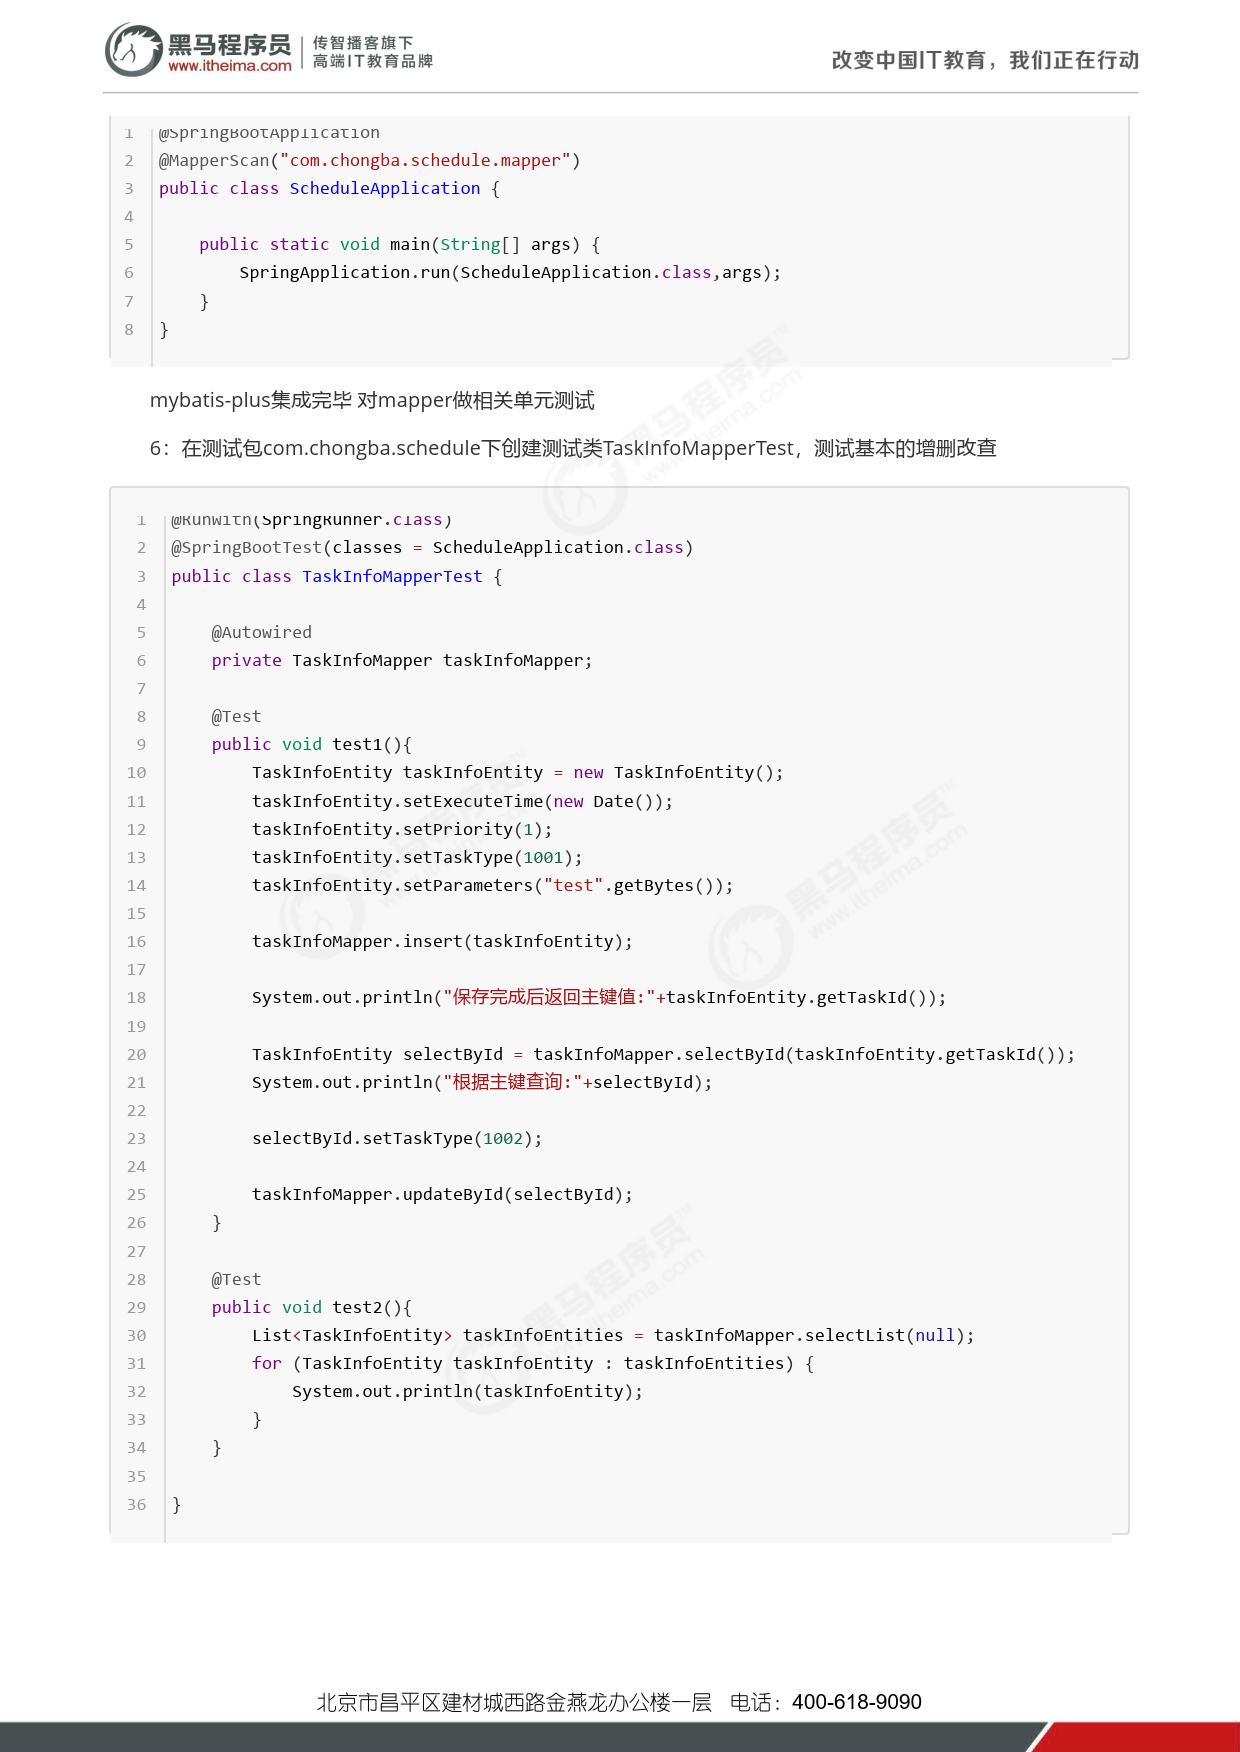 黑马程序员
www.itheima.com
传智播客旗下
高端IT教育品牌
改变中国IT教育，我们正在行动
1 @SpringBootApplication
2 @MapperScan("com.chongba.schedule.mapper")
3 public class ScheduleApplication {
4
5     public static void main(String[] args) {
6         SpringApplication.run(ScheduleApplication.class,args);
7     }
8 }
mybatis-plus集成完毕 对mapper做相关单元测试
6：在测试包com.chongba.schedule下创建测试类TaskInfoMapperTest，测试基本的增删改查
1 @RunWith(SpringRunner.class)
2 @SpringBootTest(classes = ScheduleApplication.class)
3 public class TaskInfoMapperTest {
4
5     @Autowired
6     private TaskInfoMapper taskInfoMapper;
7
8     @Test
9     public void test1(){
10         TaskInfoEntity taskInfoEntity = new TaskInfoEntity();
11         taskInfoEntity.setExecuteTime(new Date());
12         taskInfoEntity.setPriority(1);
13         taskInfoEntity.setTaskType(1001);
14         taskInfoEntity.setParameters("test".getBytes());
15
16         taskInfoMapper.insert(taskInfoEntity);
17
18         System.out.println("保存完成后返回主键值:"+taskInfoEntity.getTaskId());
19
20         TaskInfoEntity selectById = taskInfoMapper.selectById(taskInfoEntity.getTaskId());
21         System.out.println("根据主键查询:"+selectById);
22
23         selectById.setTaskType(1002);
24
25         taskInfoMapper.updateById(selectById);
26     }
27
28     @Test
29     public void test2(){
30         List<TaskInfoEntity> taskInfoEntities = taskInfoMapper.selectList(null);
31         for (TaskInfoEntity taskInfoEntity : taskInfoEntities) {
32             System.out.println(taskInfoEntity);
33         }
34     }
35
36 }
北京市昌平区建材城西路金燕龙办公楼一层 电话：400-618-9090